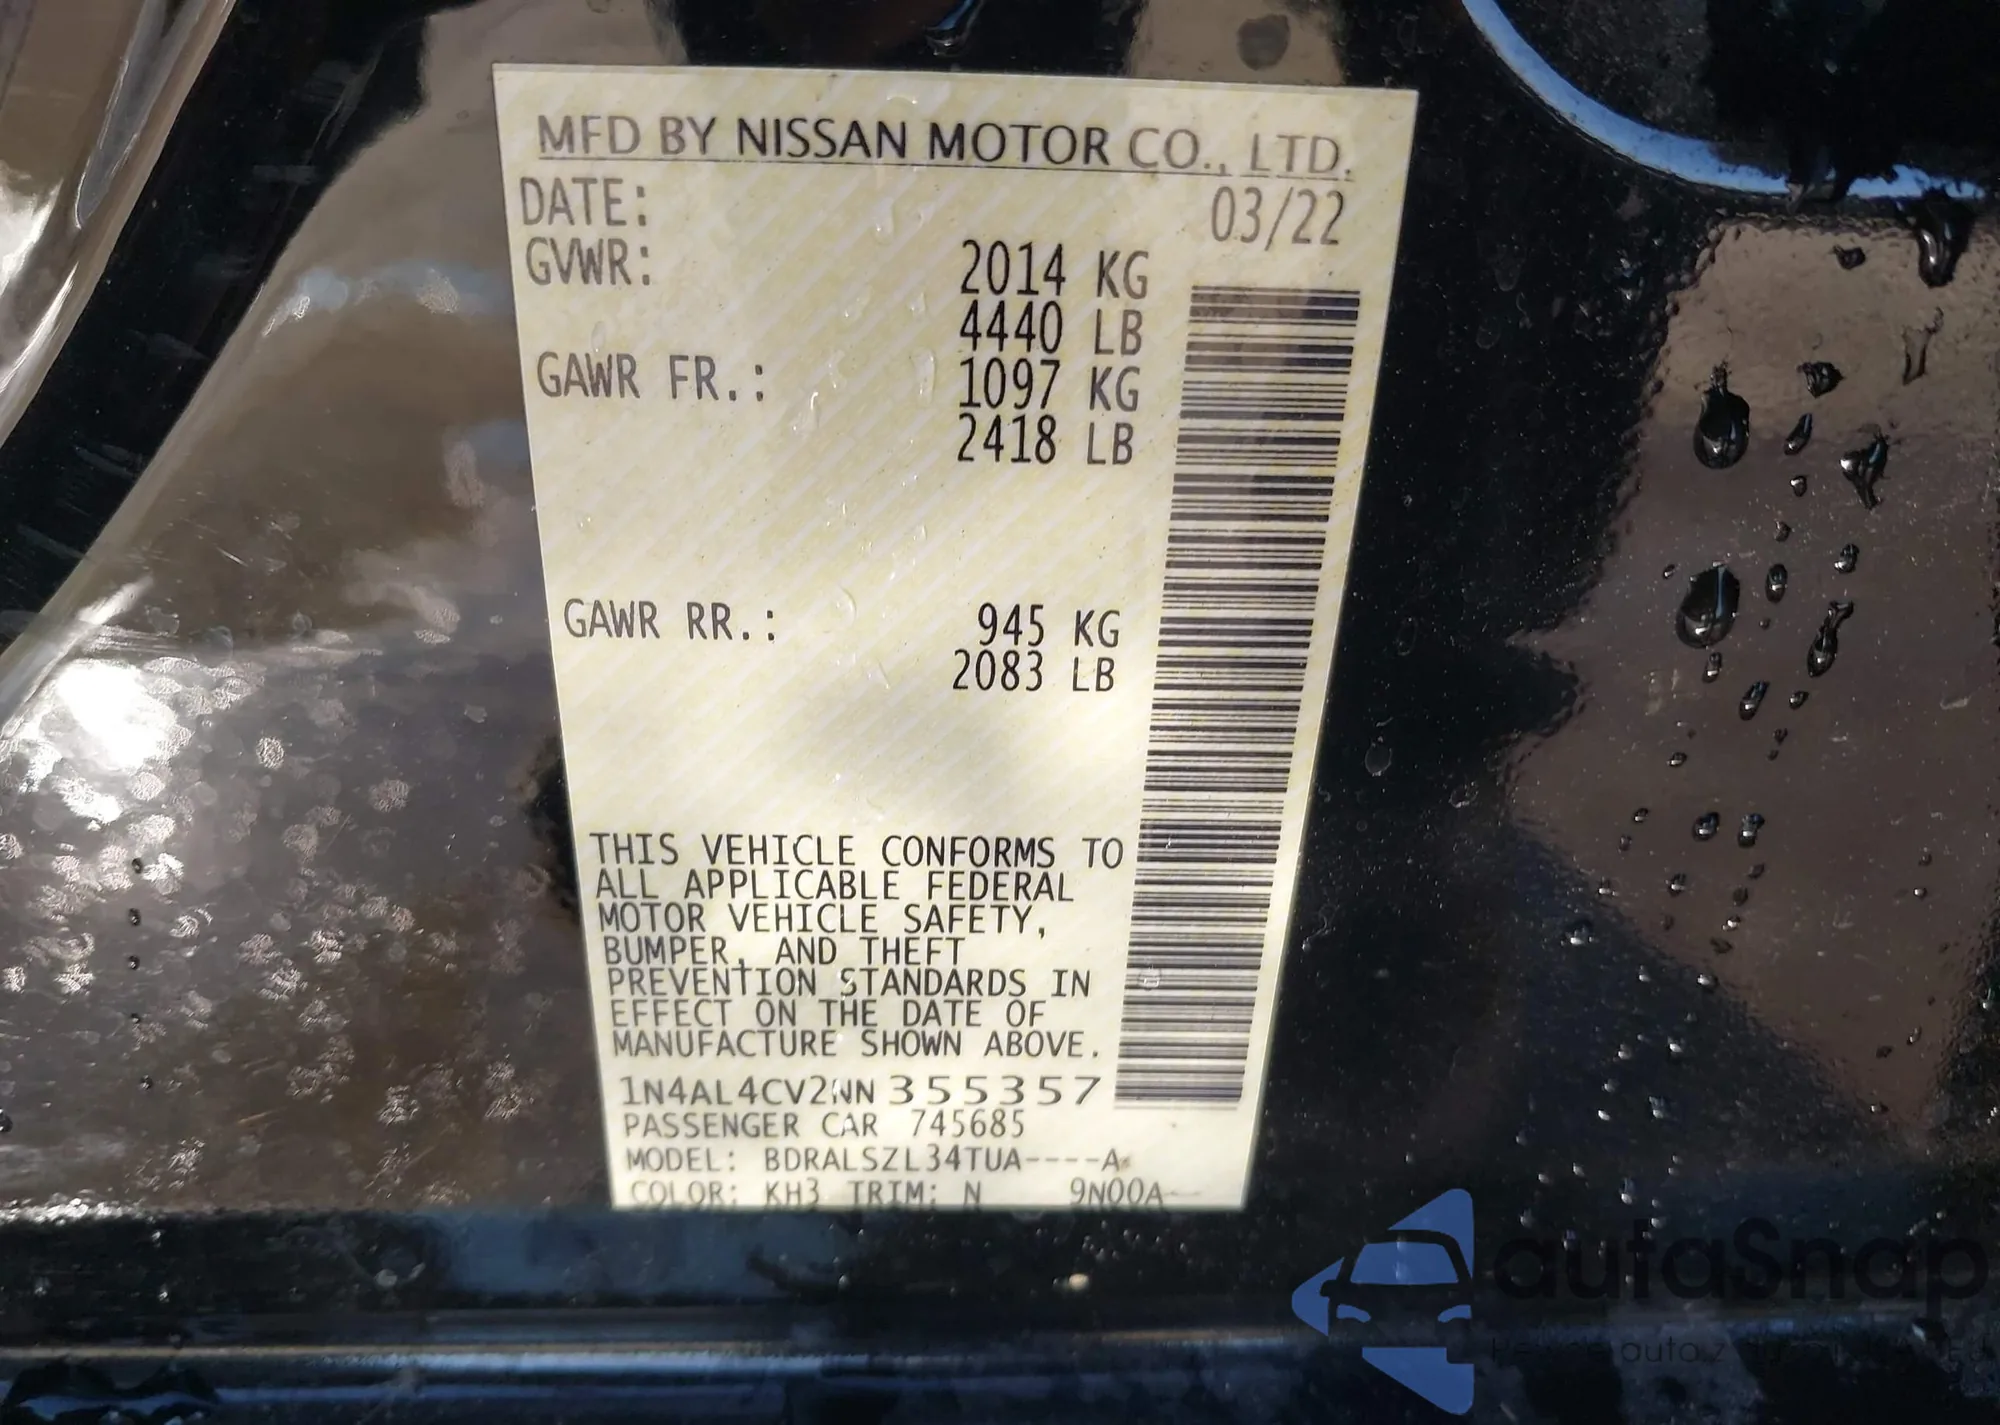 MFD BY NISSAN MOTOR CO., LTD.
DATE: 03/22
GVWR: 2014 KG
4440 LB
GAWR FR.: 1097 KG
2418 LB
GAWR RR.: 945 KG
2083 LB
THIS VEHICLE CONFORMS TO
ALL APPLICABLE FEDERAL
MOTOR VEHICLE SAFETY,
BUMPER, AND THEFT
PREVENTION STANDARDS IN
EFFECT ON THE DATE OF
MANUFACTURE SHOWN ABOVE.
1N4AL4CV2NN355357
PASSENGER CAR 745685
MODEL: BDRALSZL34TUA----A
COLOR: KH3 TRIM: N 9N00A
autaSnap